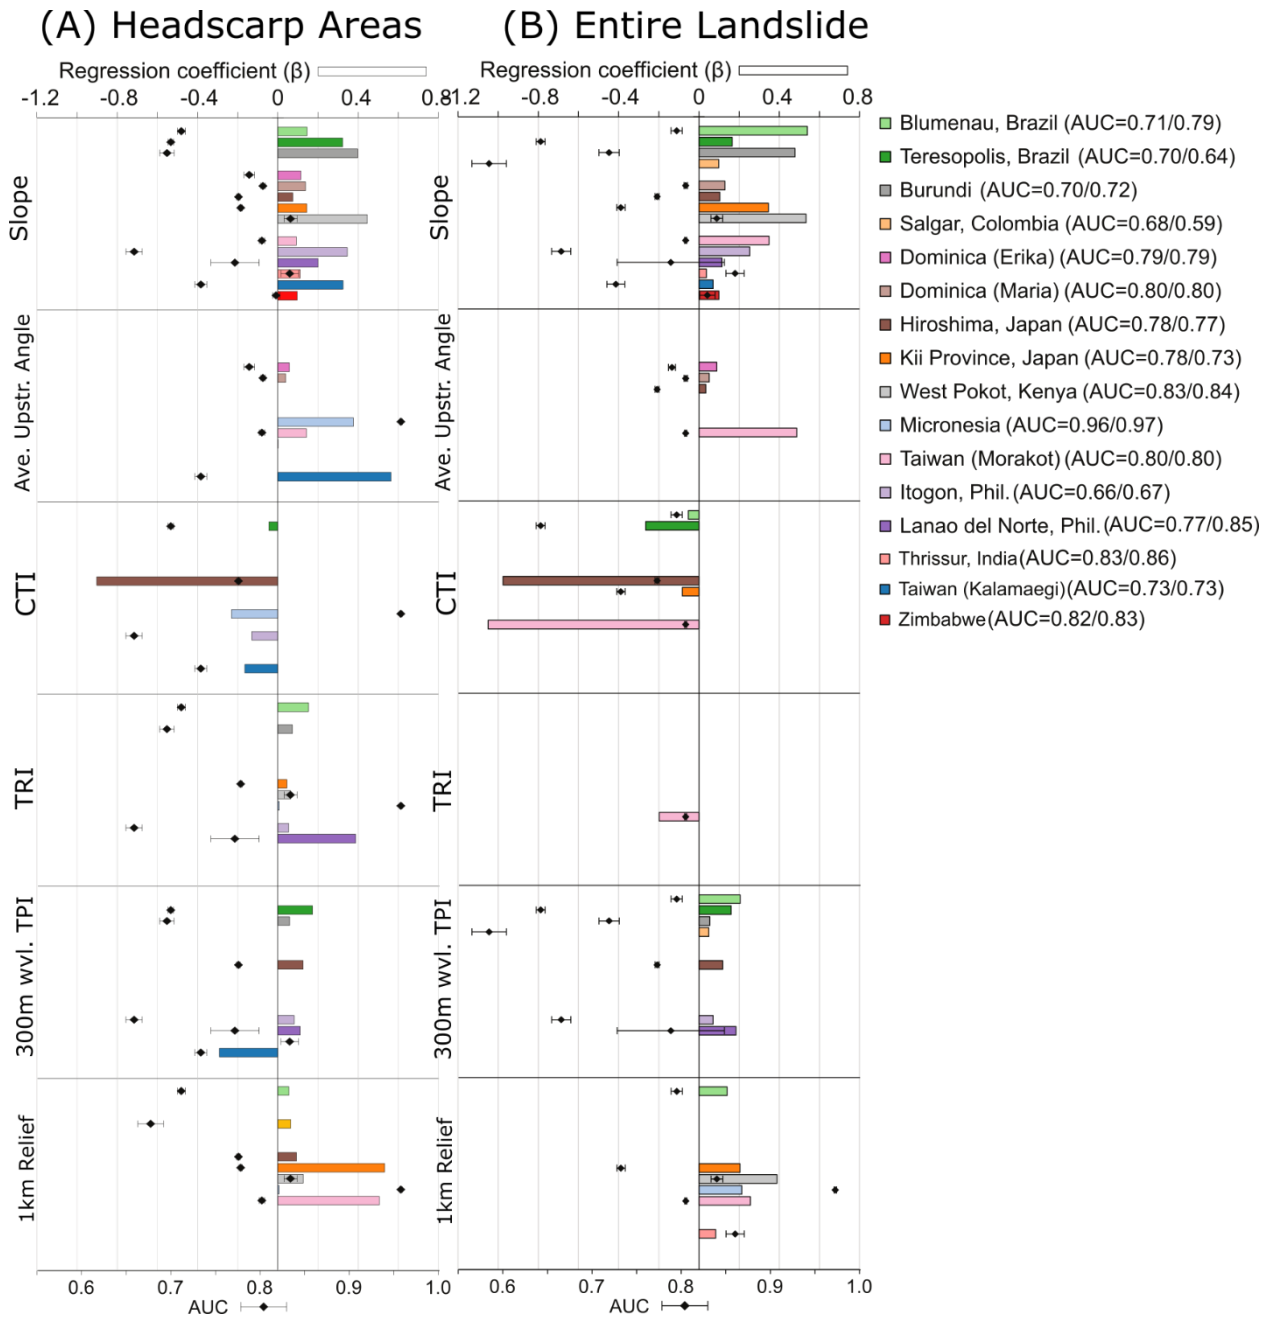 (A) Headscarp Areas
(B) Entire Landslide
Regression coefficient (β)
Regression coefficient (β)
-1.2 -0.8 -0.4 0 0.4 0.8
-1.2 -0.8 -0.4 0 0.4 0.8
Slope
Ave. Upstr. Angle
CTI
TRI
300m wvl. TPI
1km Relief
Slope
Ave. Upstr. Angle
CTI
TRI
300m wvl. TPI
1km Relief
0.6 0.7 0.8 0.9 1.0
0.6 0.7 0.8 0.9 1.0
AUC
AUC
Blumenau, Brazil (AUC=0.71/0.79)
Teresopolis, Brazil (AUC=0.70/0.64)
Burundi (AUC=0.70/0.72)
Salgar, Colombia (AUC=0.68/0.59)
Dominica (Erika) (AUC=0.79/0.79)
Dominica (Maria) (AUC=0.80/0.80)
Hiroshima, Japan (AUC=0.78/0.77)
Kii Province, Japan (AUC=0.78/0.73)
West Pokot, Kenya (AUC=0.83/0.84)
Micronesia (AUC=0.96/0.97)
Taiwan (Morakot) (AUC=0.80/0.80)
Itogon, Phil. (AUC=0.66/0.67)
Lanao del Norte, Phil. (AUC=0.77/0.85)
Thrissur, India (AUC=0.83/0.86)
Taiwan (Kalamaegi) (AUC=0.73/0.73)
Zimbabwe (AUC=0.82/0.83)